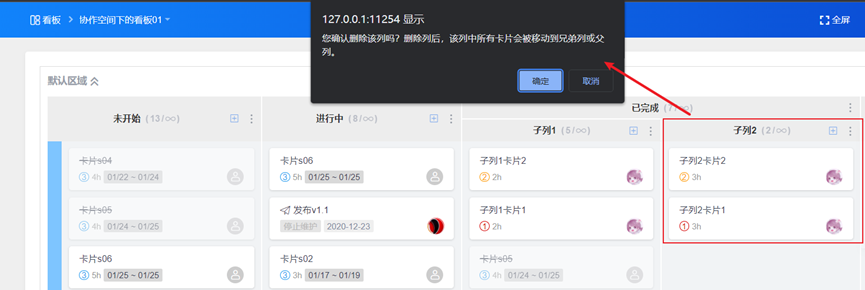 看板 > 协作空间下的看板01
全屏
127.0.0.1:11254 显示
您确认删除该列吗？删除列后，该列中所有卡片会被移动到兄弟列或父
列。
确定 取消
默认区域
未开始 (13/∞)
进行中 (8/∞)
已完成 (7/∞)
子列1 (5/∞)
子列2 (2/∞)
卡片s04
③ 4h 01/22 ~ 01/24
卡片s05
③ 4h 01/24 ~ 01/25
卡片s06
③ 5h 01/25 ~ 01/25
卡片s06
③ 5h 01/25 ~ 01/25
发布v1.1
停止维护 2020-12-23
卡片s02
③ 3h 01/17 ~ 01/19
子列1卡片2
② 2h
子列1卡片1
① 2h
卡片s05
③ 4h 01/24 ~ 01/25
子列2卡片2
② 3h
子列2卡片1
① 3h